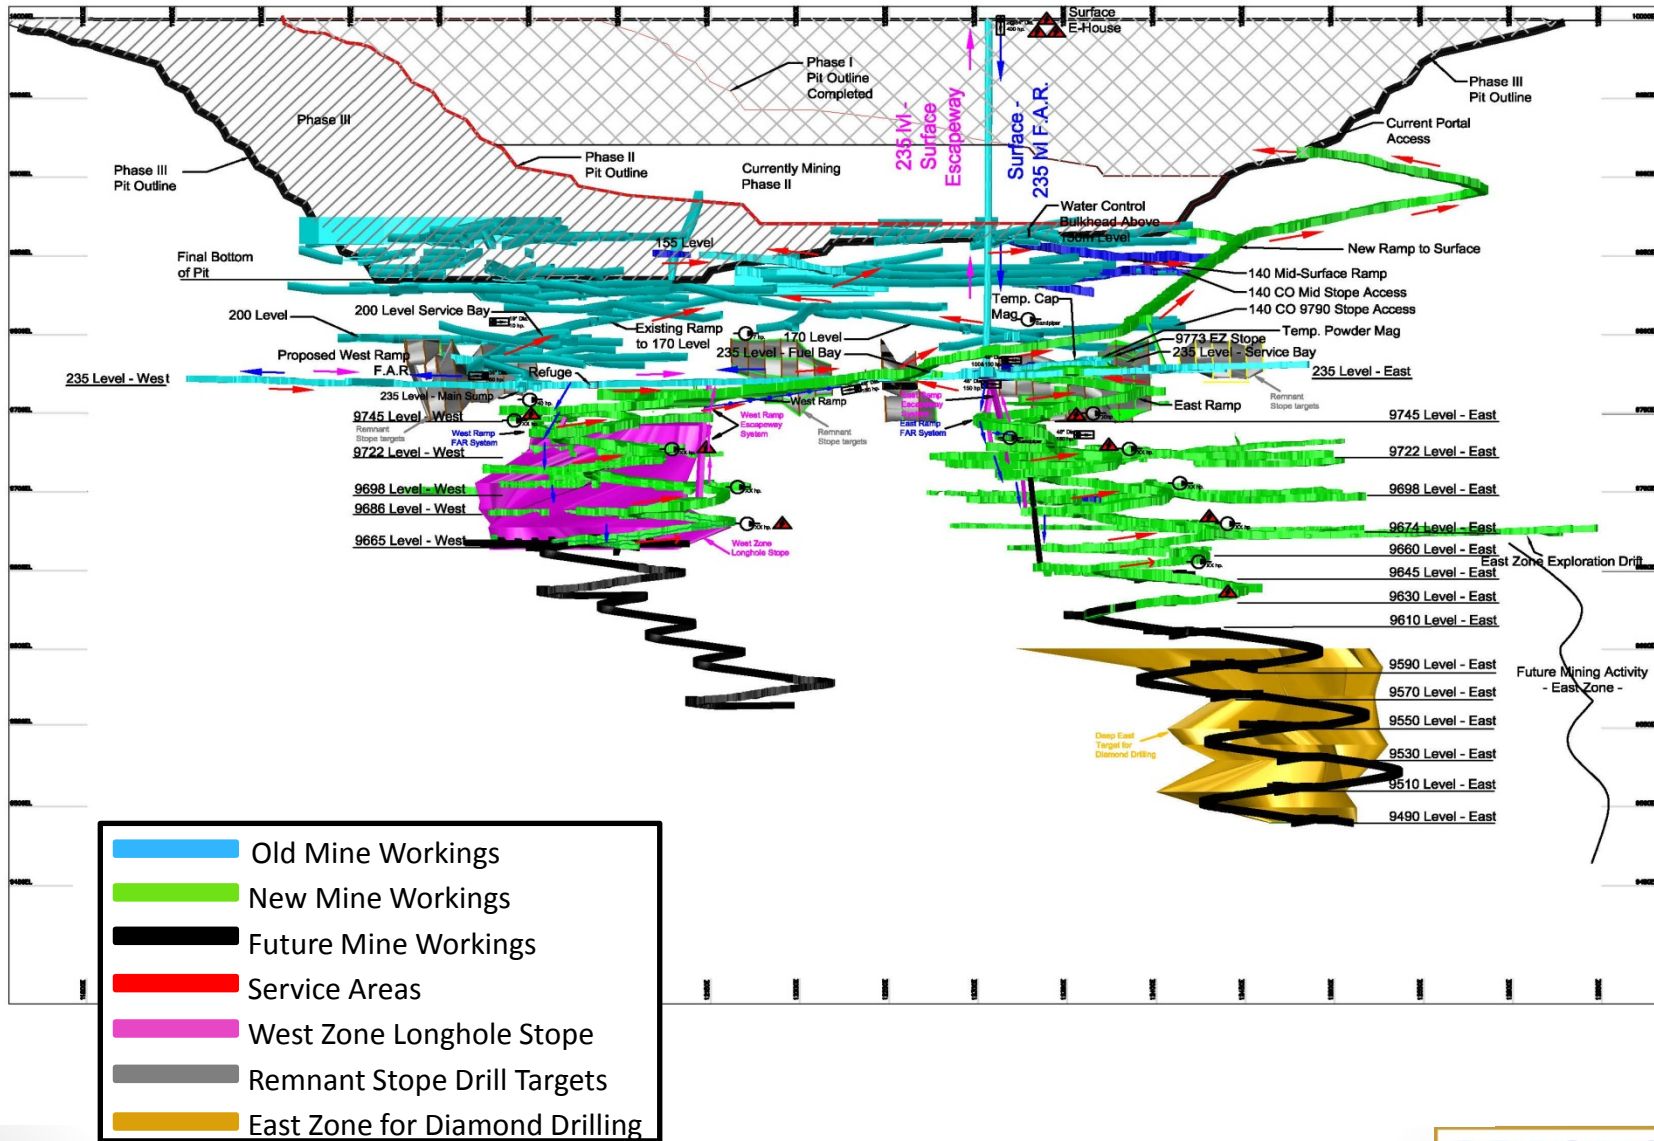 Surface
E-House
Phase I
Pit Outline
Completed
Phase III
Pit Outline
Current Portal
Access
Phase III
Phase III
Pit Outline
Phase II
Pit Outline
Currently Mining
Phase II
235 M -
Surface
Escapeway
Surface -
235 M F.A.R.
Water Control
Bulkhead Above
Level
155 Level
New Ramp to Surface
Final Bottom
of Pit
140 Mid-Surface Ramp
140 CO Mid Stope Access
140 CO 9790 Stope Access
Temp. Cap
Mag
Temp. Powder Mag
200 Level
200 Level Service Bay
Existing Ramp
to 170 Level
170 Level
9773 EZ Stope
235 Level - Fuel Bay
235 Level - Service Bay
Proposed West Ramp
F.A.R.
Refuge
235 Level - West
235 Level - East
235 Level - Main Sump
West Ramp
East Ramp
Remnant
Stope targets
9745 Level - West
9745 Level - East
Remnant
Stope targets
West Ramp
FAR System
West Ramp
Escapeway
System
Remnant
Stope targets
East Ramp
Escapeway
East Ramp
FAR System
9722 Level - West
9722 Level - East
9698 Level - West
9698 Level - East
9686 Level - West
9674 Level - East
9665 Level - West
West Zone
Longhole Stope
9660 Level - East
East Zone Exploration Drift
9645 Level - East
9630 Level - East
9610 Level - East
9590 Level - East
Future Mining Activity
- East Zone -
9570 Level - East
9550 Level - East
Deep East
Target for
Diamond Drilling
9530 Level - East
9510 Level - East
9490 Level - East
Old Mine Workings
New Mine Workings
Future Mine Workings
Service Areas
West Zone Longhole Stope
Remnant Stope Drill Targets
East Zone for Diamond Drilling